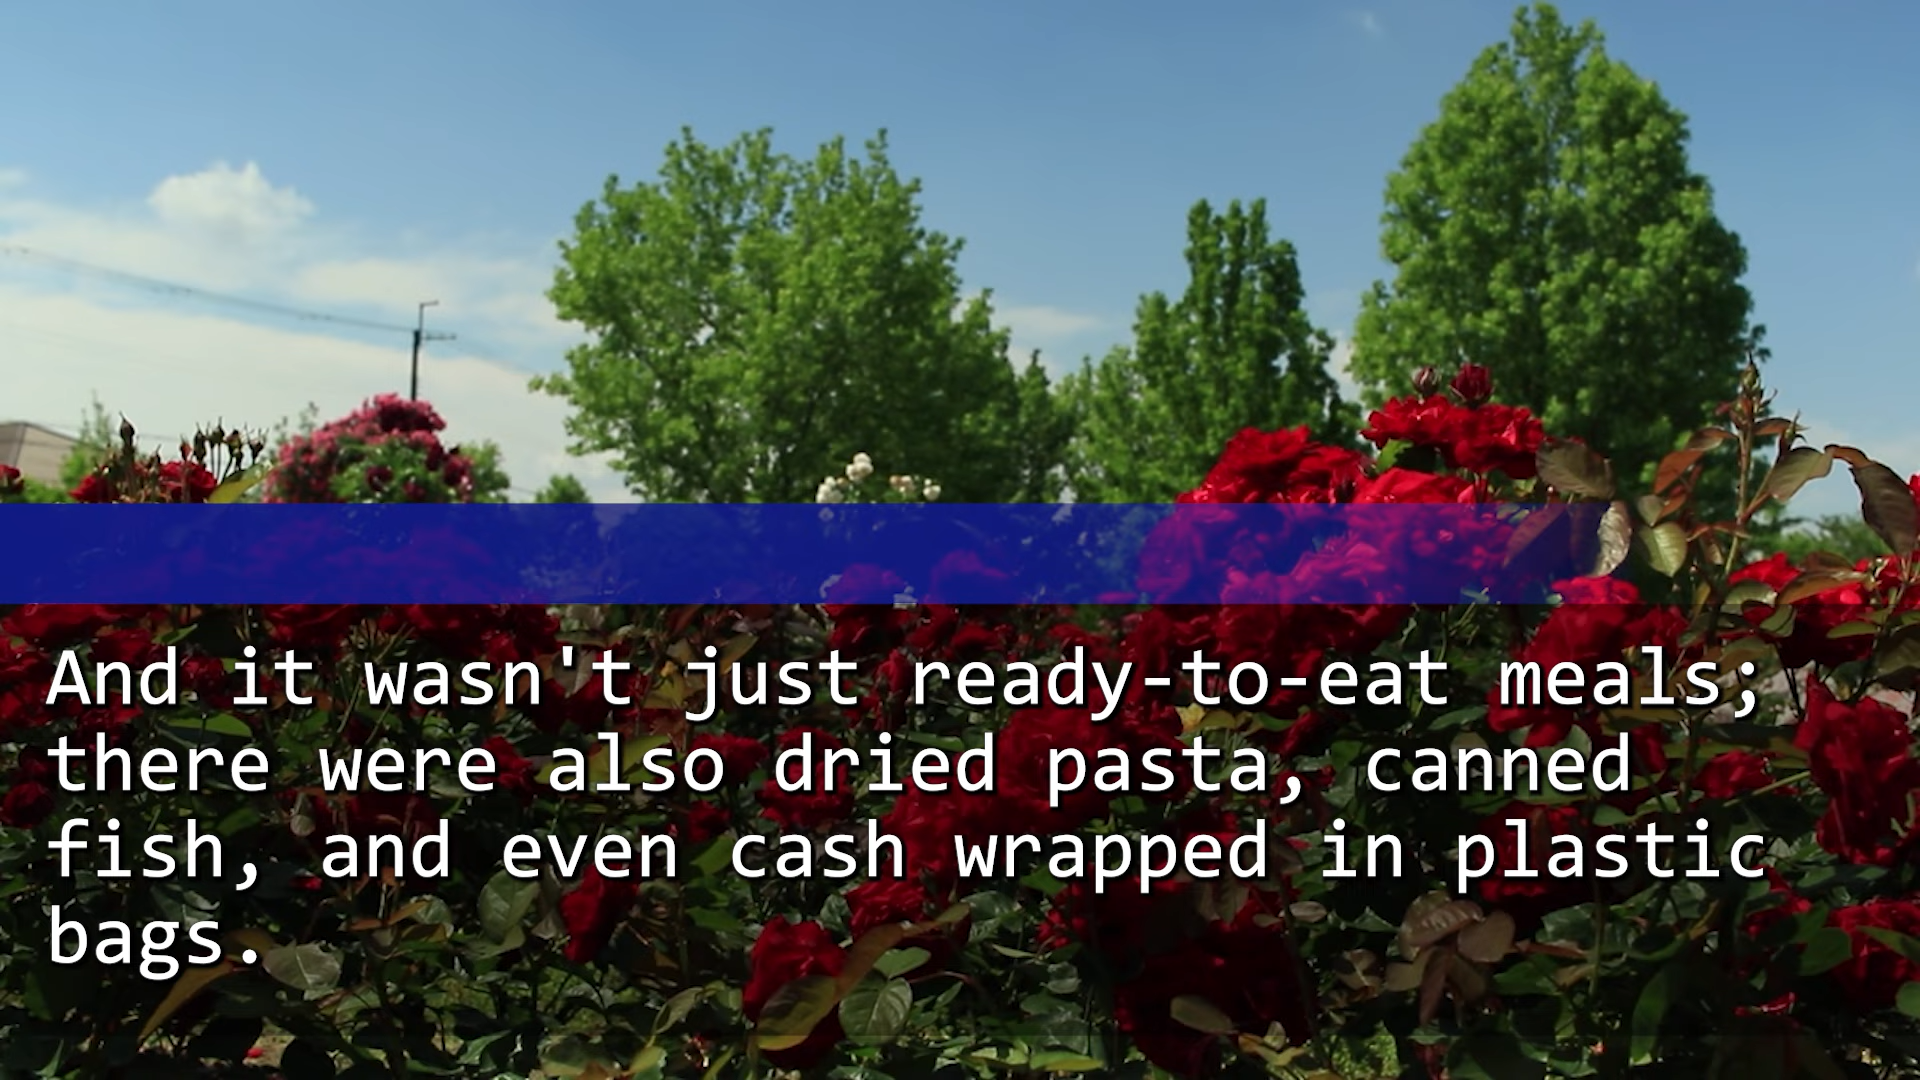 And it wasn't just ready-to-eat meals;
there were also dried pasta, canned
fish, and even cash wrapped in plastic
bags.